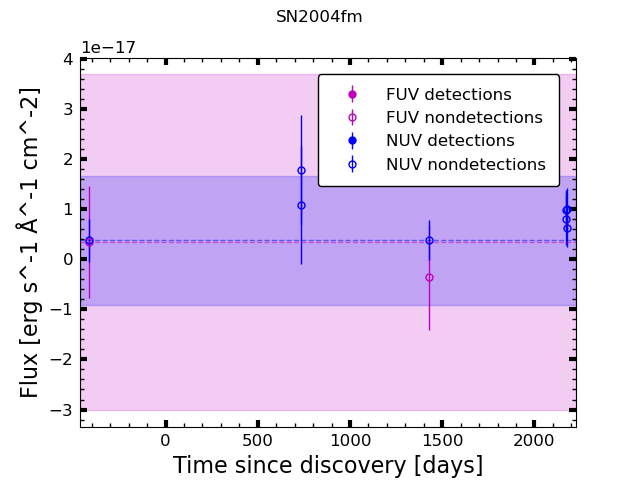 SN2004fm
1e−17
4
3
2
1
0
−1
−2
−3
Flux [erg s^-1 Å^-1 cm^-2]
FUV detections
FUV nondetections
NUV detections
NUV nondetections
0
500
1000
1500
2000
Time since discovery [days]